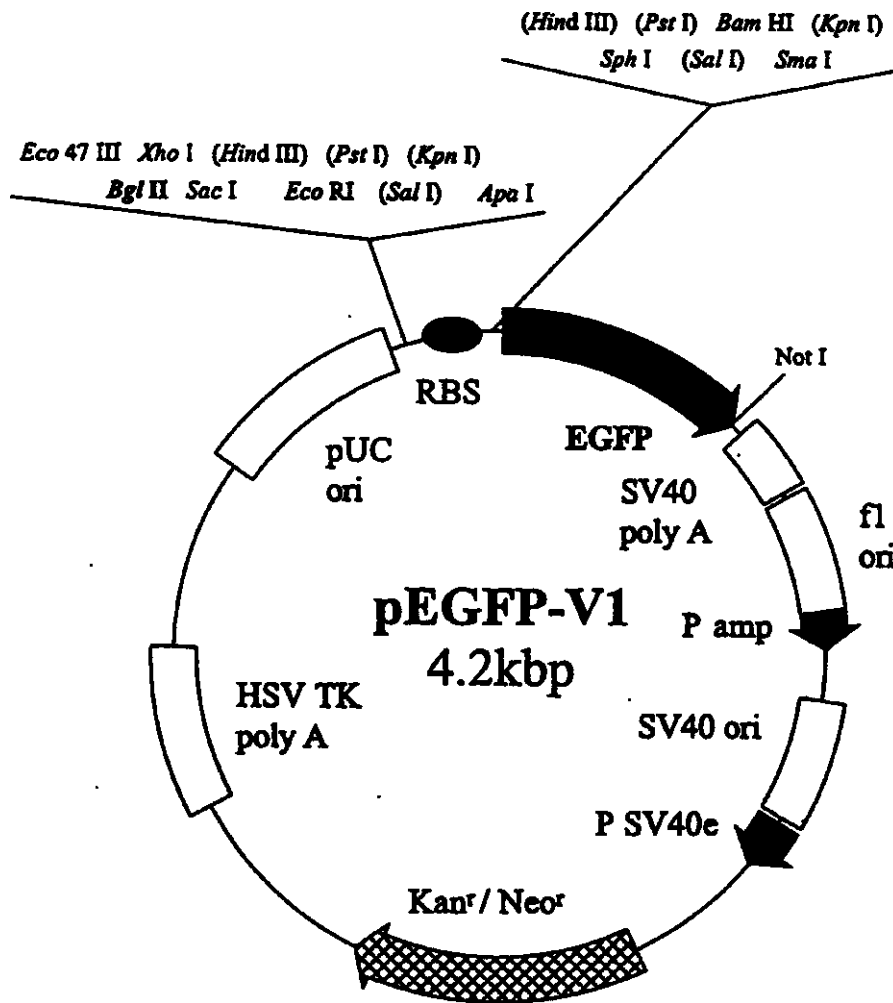 (Hind III) (Pst I) Bam HI (Kpn I)
Sph I (Sal I) Sma I
Eco 47 III Xho I (Hind III) (Pst I) (Kpn I)
Bgl II Sac I Eco RI (Sal I) Apa I
Not I
RBS
EGFP
pUC
ori
SV40
poly A
f1
ori
pEGFP-V1
4.2kbp
P amp
HSV TK
poly A
SV40 ori
P SV40e
Kanʳ / Neoʳ